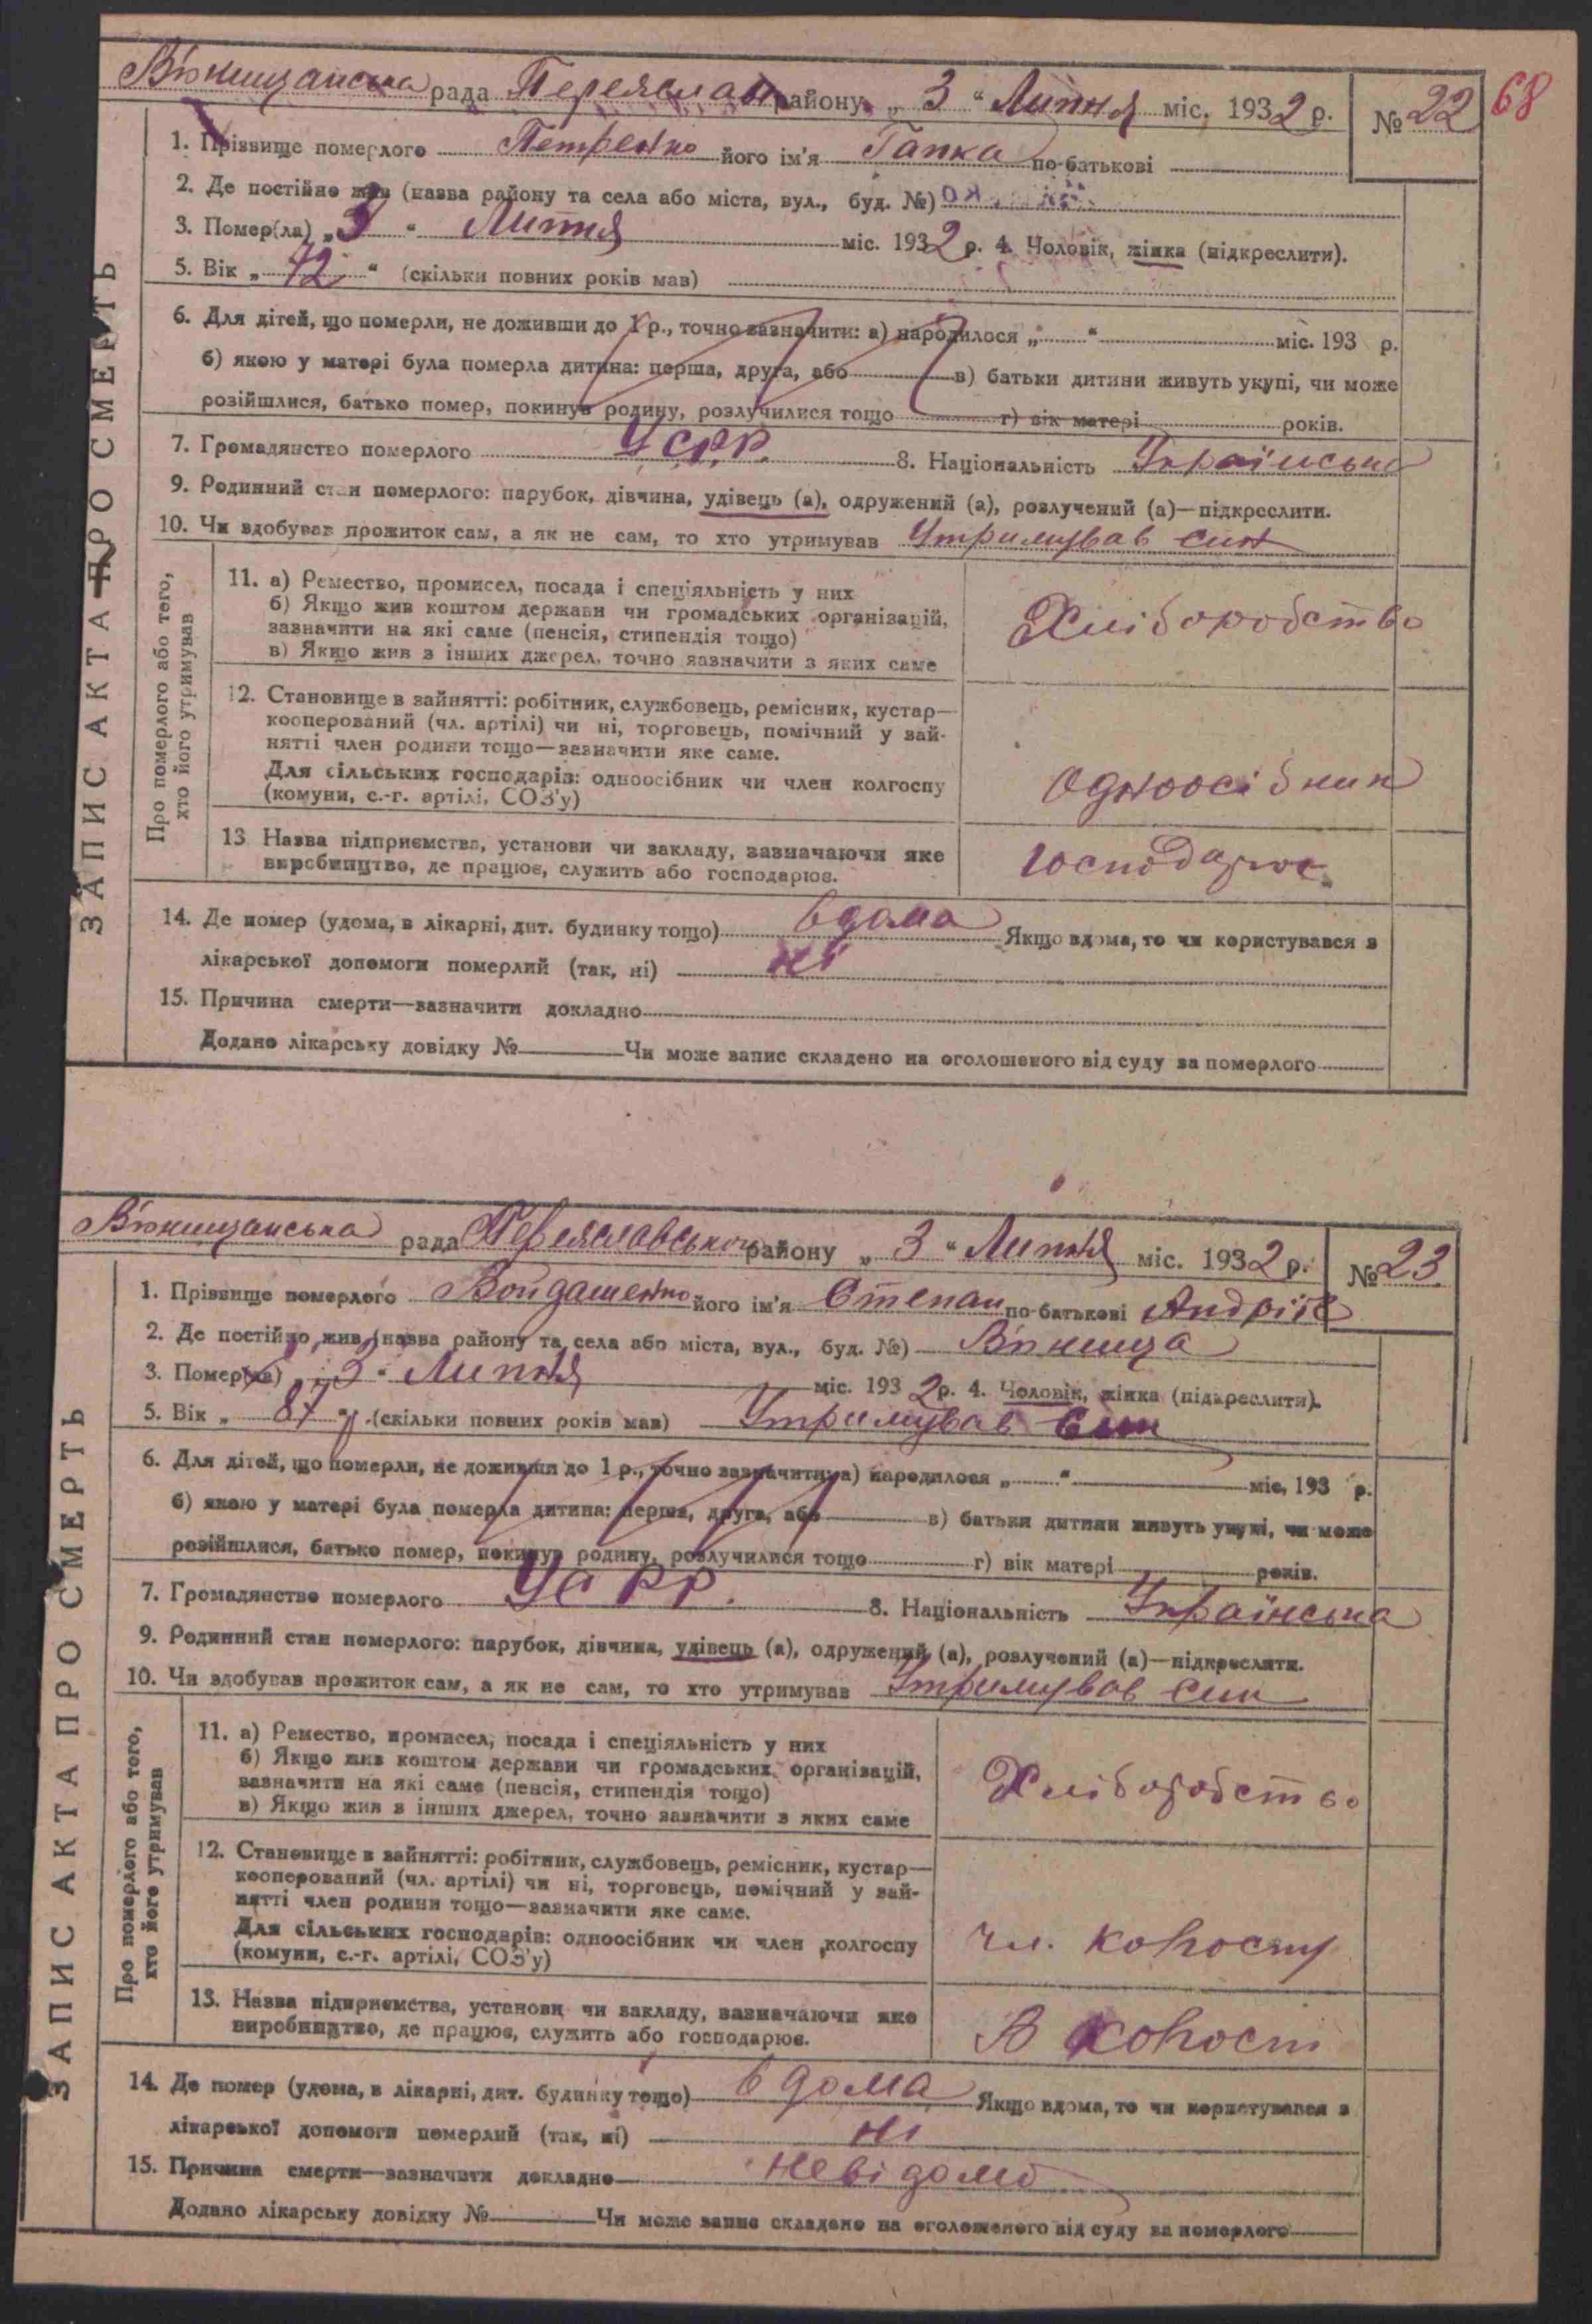 В'юнищанська рада Переяслав району „ 3 “ Липня міс. 1932 р. № 22 68
ЗАПИС АКТА ПРО СМЕРТЬ
1. Прізвище померлого Петренко його ім'я Гапка по-батькові
2. Де постійно жив (назва району та села або міста, вул., буд. №)
3. Помер(ла) „ 3 “ Липня міс. 1932 р. 4. Чоловік, жінка (підкреслити).
5. Вік „ 72 “ (скільки повних років мав)
6. Для дітей, що померли, не доживши до 1 р., точно зазначити: а) народилося „ “ міс. 193 р.
б) якою у матері була померла дитина: перша, друга, або в) батьки дитини живуть укупі, чи може
розійшлися, батько помер, покинув родину, розлучилися тощо г) вік матері років.
7. Громадянство померлого УСРР. 8. Національність Українська
9. Родинний стан померлого: парубок, дівчина, удівець (а), одружений (а), розлучений (а)—підкреслити.
10. Чи здобував прожиток сам, а як не сам, то хто утримував Утримував син
Про померлого або того,
хто його утримував
11. а) Ремество, промисел, посада і спеціяльність у них
б) Якщо жив коштом держави чи громадських організацій,
зазначити на які саме (пенсія, стипендія тощо)
в) Якщо жив з інших джерел, точно зазначити з яких саме
Хліборобство
12. Становище в зайнятті: робітник, службовець, ремісник, кустар—
кооперований (чл. артілі) чи ні, торговець, помічний у зай-
нятті член родини тощо—зазначити яке саме.
Для сільських господарів: одноосібник чи член колгоспу
(комуни, с.-г. артілі, СОЗ'у)
Одноосібник
13 Назва підприємства, установи чи закладу, зазначаючи яке
виробництво, де працює, служить або господарює.
господарює
14. Де помер (удома, в лікарні, дит. будинку тощо) вдома Якщо вдома, то чи користувався з
лікарської допомоги померлий (так, ні) ні
15. Причина смерти—зазначити докладно
Додано лікарську довідку № Чи може запис складено на оголошеного від суду за померлого
В'юнищанська рада Переяславського району „ 3 “ Липня міс. 1932 р. № 23
ЗАПИС АКТА ПРО СМЕРТЬ
1. Прізвище померлого Войдашенко його ім'я Степан по-батькові Андріїв
2. Де постійно жив (назва району та села або міста, вул., буд. №) В'юнища
3. Помер(ла) „ 3 “ Липня міс. 1932 р. 4. Чоловік, жінка (підкреслити).
5. Вік „ 87 “ р. (скільки повних років мав) Утримував син
6. Для дітей, що померли, не доживши до 1 р., точно зазначити: а) народилося „ “ міс. 193 р.
б) якою у матері була померла дитина: перша, друга, або в) батьки дитини живуть укупі, чи може
розійшлися, батько помер, покинув родину, розлучилися тощо г) вік матері років.
7. Громадянство померлого УСРР. 8. Національність Українська
9. Родинний стан померлого: парубок, дівчина, удівець (а), одружений (а), розлучений (а)—підкреслити.
10. Чи здобував прожиток сам, а як не сам, то хто утримував Утримував син
Про померлого або того,
хто його утримував
11. а) Ремество, промисел, посада і спеціяльність у них
б) Якщо жив коштом держави чи громадських організацій,
зазначити на які саме (пенсія, стипендія тощо)
в) Якщо жив з інших джерел, точно зазначити з яких саме
Хліборобство
12. Становище в зайнятті: робітник, службовець, ремісник, кустар—
кооперований (чл. артілі) чи ні, торговець, помічний у зай-
нятті член родини тощо—зазначити яке саме.
Для сільських господарів: одноосібник чи член колгоспу
(комуни, с.-г. артілі, СОЗ'у)
чл. колгоспу
13. Назва підприємства, установи чи закладу, зазначаючи яке
виробництво, де працює, служить або господарює.
В колгоспі
14. Де помер (удома, в лікарні, дит. будинку тощо) вдома Якщо вдома, то чи користувався з
лікарської допомоги померлий (так, ні) ні
15. Причина смерти—зазначити докладно невідомо
Додано лікарську довідку № Чи може запис складено на оголошеного від суду за померлого